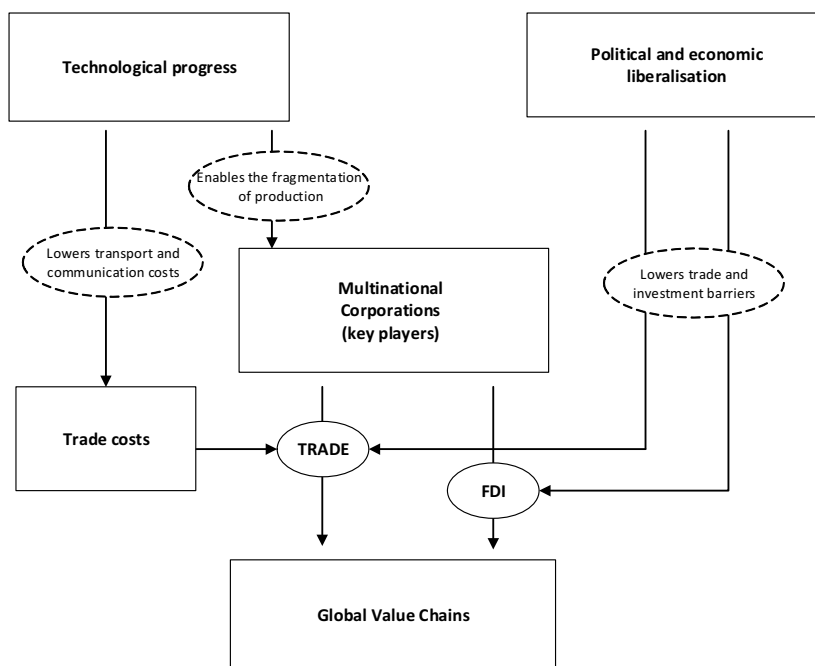 Technological progress
Political and economic
liberalisation
Enables the fragmentation
of production
Lowers transport and
communication costs
Multinational
Corporations
(key players)
Lowers trade and
investment barriers
Trade costs
TRADE
FDI
Global Value Chains